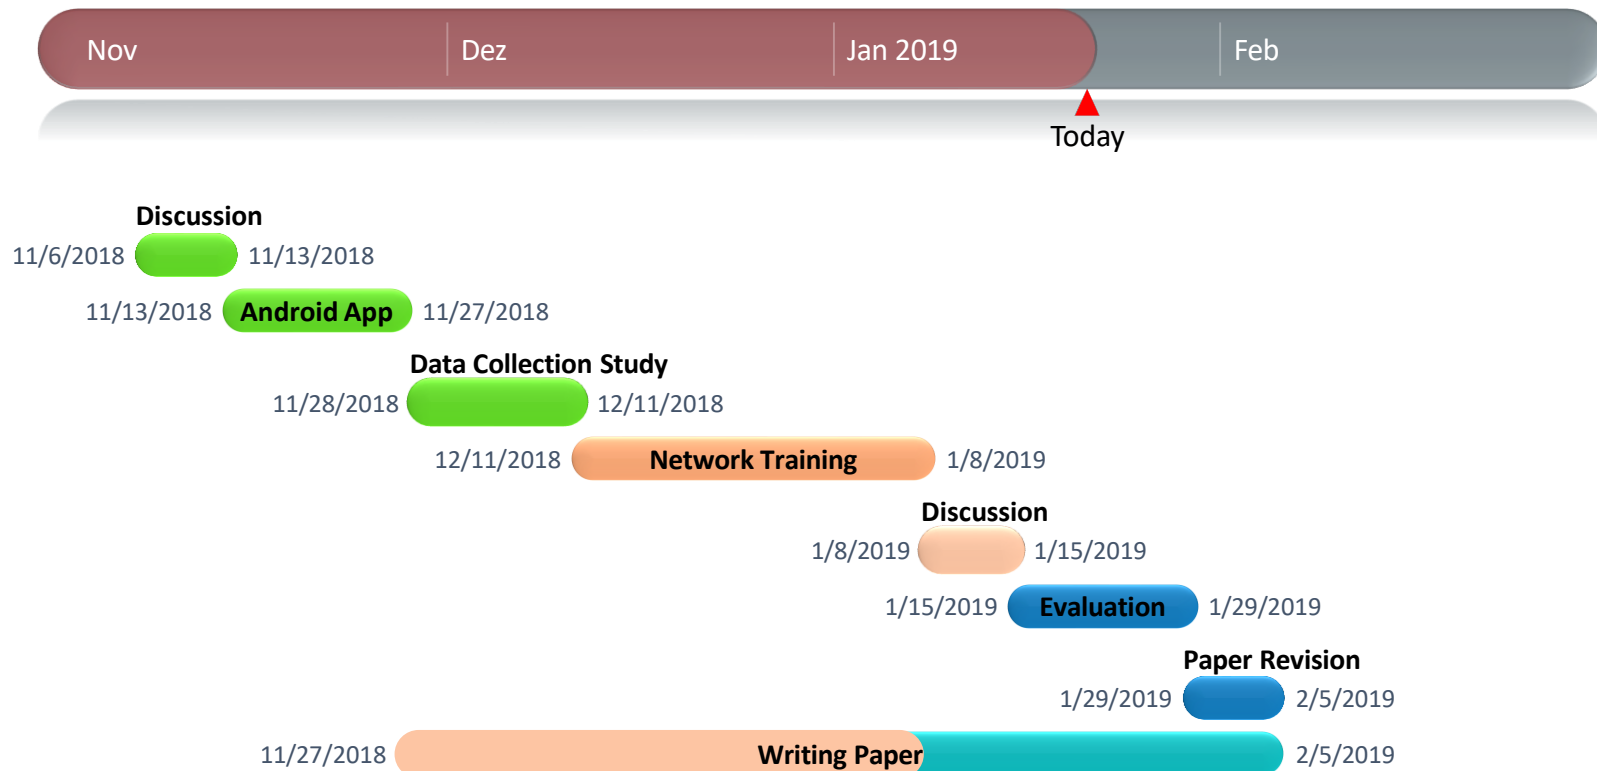 Nov Dez Jan 2019 Feb
Today
Discussion
11/6/2018 11/13/2018
11/13/2018 Android App 11/27/2018
Data Collection Study
11/28/2018 12/11/2018
12/11/2018 Network Training 1/8/2019
Discussion
1/8/2019 1/15/2019
1/15/2019 Evaluation 1/29/2019
Paper Revision
1/29/2019 2/5/2019
11/27/2018 Writing Paper 2/5/2019